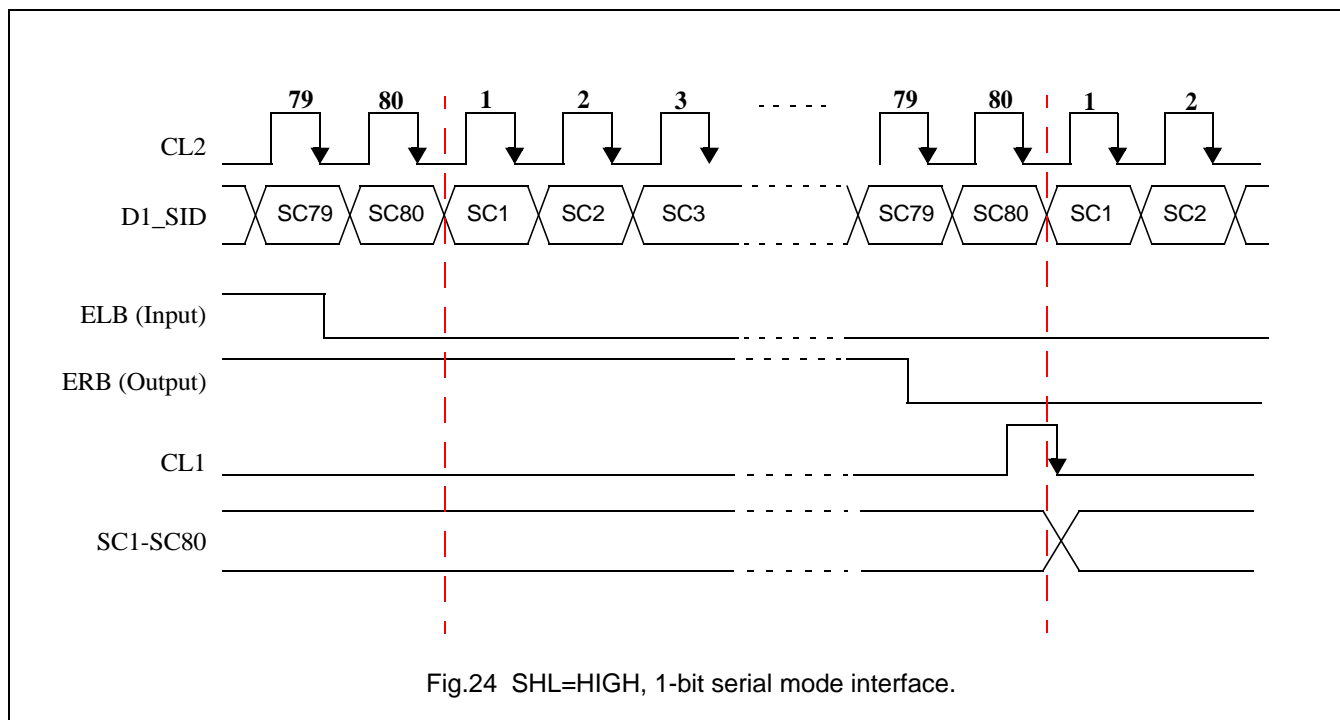 79 80 1 2 3 79 80 1 2
CL2
D1_SID SC79 SC80 SC1 SC2 SC3 SC79 SC80 SC1 SC2
ELB (Input)
ERB (Output)
CL1
SC1-SC80
Fig.24 SHL=HIGH, 1-bit serial mode interface.